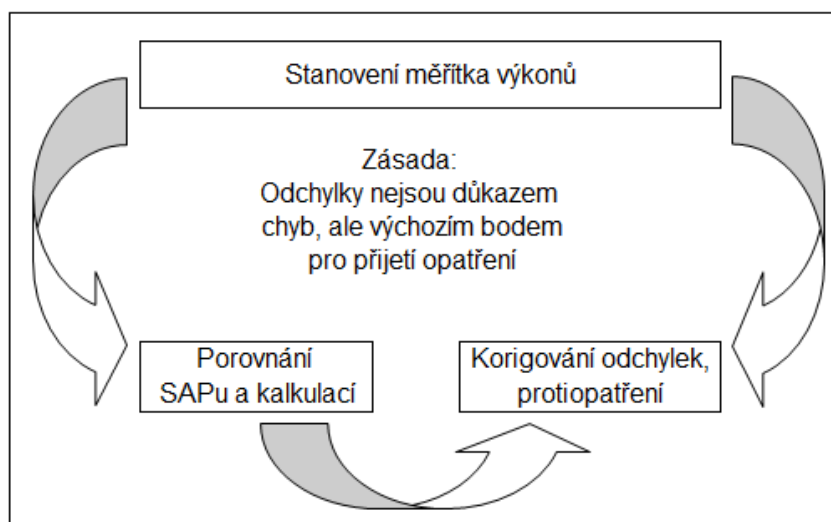 Stanovení měřítka výkonů
Zásada:
Odchylky nejsou důkazem
chyb, ale výchozím bodem
pro přijetí opatření
Porovnání
SAPu a kalkulací
Korigování odchylek,
protiopatření